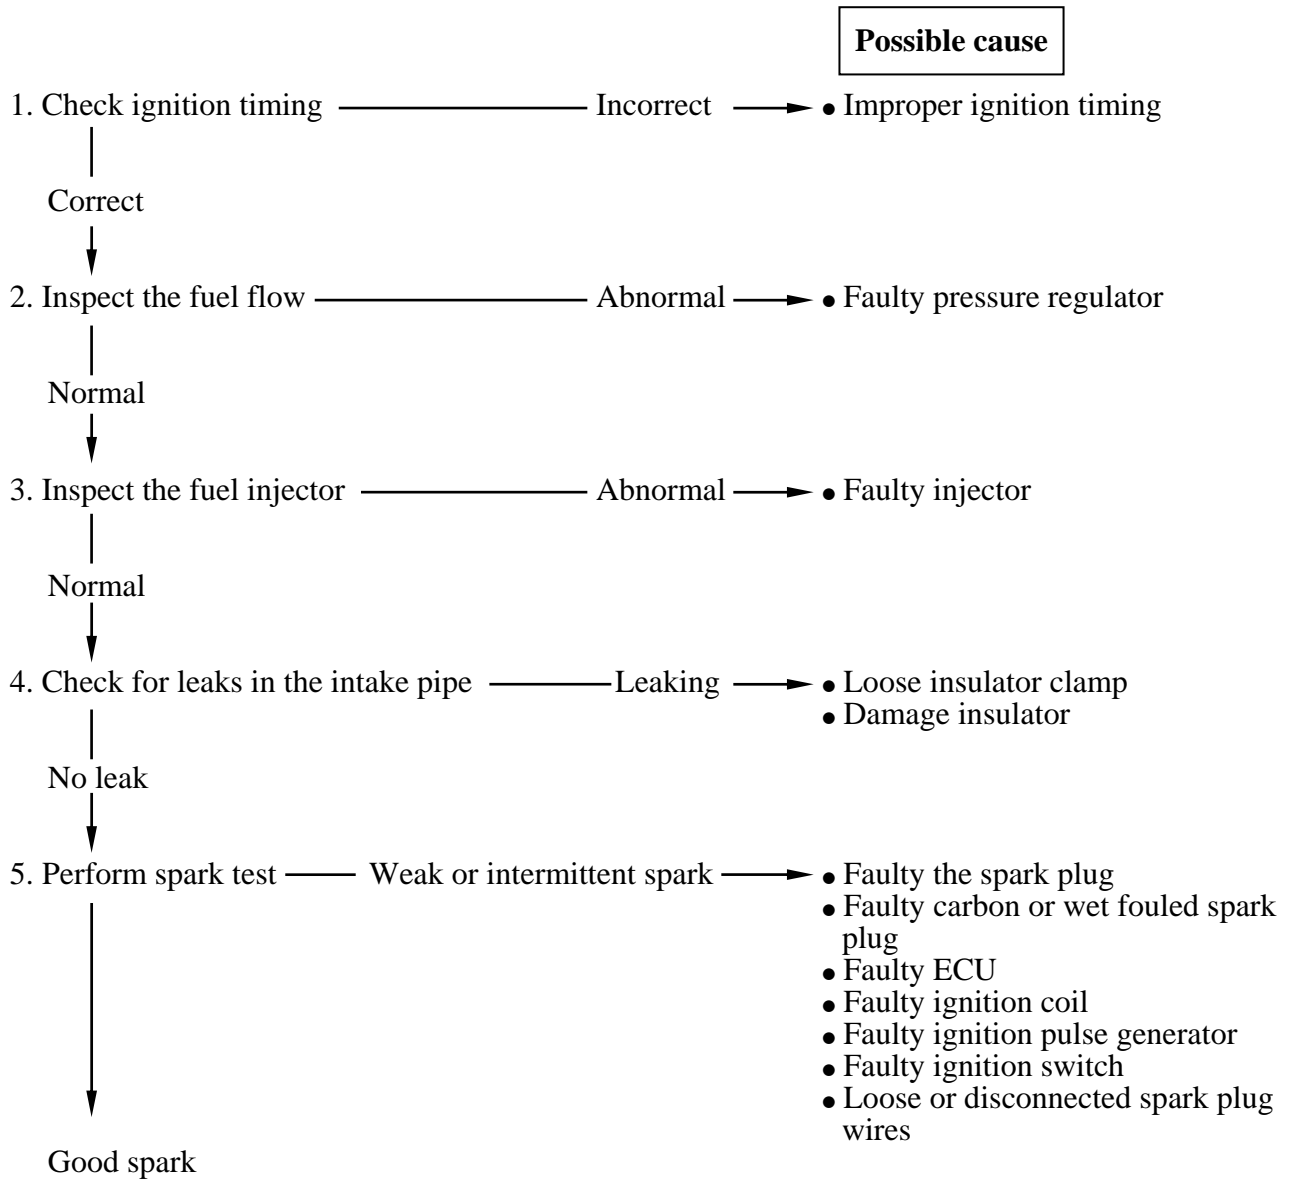 Possible cause
1. Check ignition timing Incorrect ● Improper ignition timing
Correct
2. Inspect the fuel flow Abnormal ● Faulty pressure regulator
Normal
3. Inspect the fuel injector Abnormal ● Faulty injector
Normal
4. Check for leaks in the intake pipe Leaking ● Loose insulator clamp
● Damage insulator
No leak
5. Perform spark test Weak or intermittent spark ● Faulty the spark plug
● Faulty carbon or wet fouled spark
plug
● Faulty ECU
● Faulty ignition coil
● Faulty ignition pulse generator
● Faulty ignition switch
● Loose or disconnected spark plug
wires
Good spark